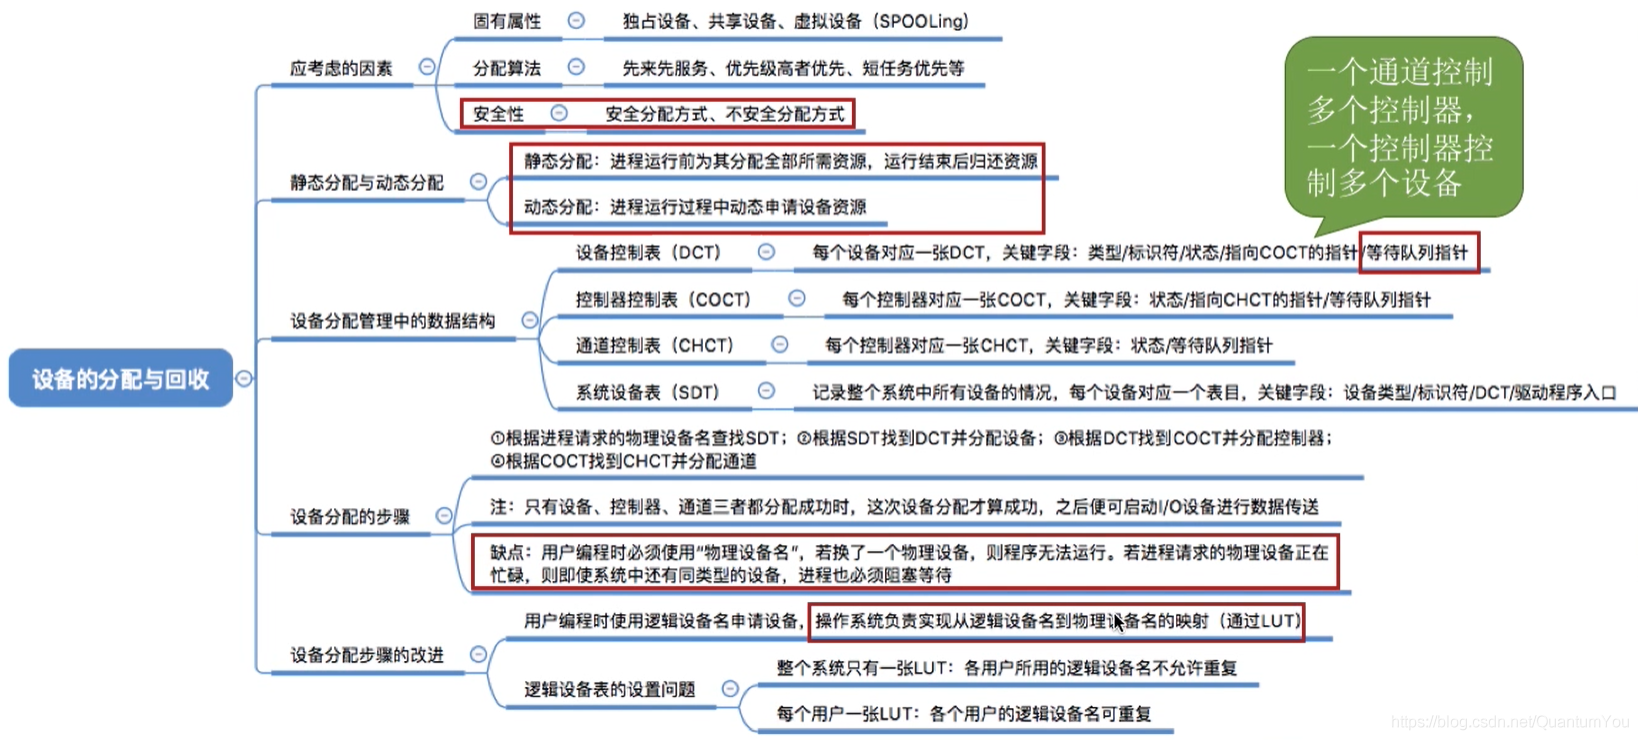 固有属性
独占设备、共享设备、虚拟设备（SPOOLing）
应考虑的因素
分配算法
先来先服务、优先级高者优先、短任务优先等
安全性
安全分配方式、不安全分配方式
一个通道控制
多个控制器，
一个控制器控
制多个设备
静态分配与动态分配
静态分配：进程运行前为其分配全部所需资源，运行结束后归还资源
动态分配：进程运行过程中动态申请设备资源
设备分配管理中的数据结构
设备控制表（DCT）
每个设备对应一张DCT，关键字段：类型/标识符/状态/指向COCT的指针/等待队列指针
控制器控制表（COCT）
每个控制器对应一张COCT，关键字段：状态/指向CHCT的指针/等待队列指针
通道控制表（CHCT）
每个控制器对应一张CHCT，关键字段：状态/等待队列指针
系统设备表（SDT）
记录整个系统中所有设备的情况，每个设备对应一个表目，关键字段：设备类型/标识符/DCT/驱动程序入口
设备的分配与回收
设备分配的步骤
①根据进程请求的物理设备名查找SDT；②根据SDT找到DCT并分配设备；③根据DCT找到COCT并分配控制器；
④根据COCT找到CHCT并分配通道
注：只有设备、控制器、通道三者都分配成功时，这次设备分配才算成功，之后便可启动I/O设备进行数据传送
缺点：用户编程时必须使用“物理设备名”，若换了一个物理设备，则程序无法运行。若进程请求的物理设备正在
忙碌，则即使系统中还有同类型的设备，进程也必须阻塞等待
设备分配步骤的改进
用户编程时使用逻辑设备名申请设备，操作系统负责实现从逻辑设备名到物理设备名的映射（通过LUT）
逻辑设备表的设置问题
整个系统只有一张LUT：各用户所用的逻辑设备名不允许重复
每个用户一张LUT：各个用户的逻辑设备名可重复
https://blog.csdn.net/QuantumYou